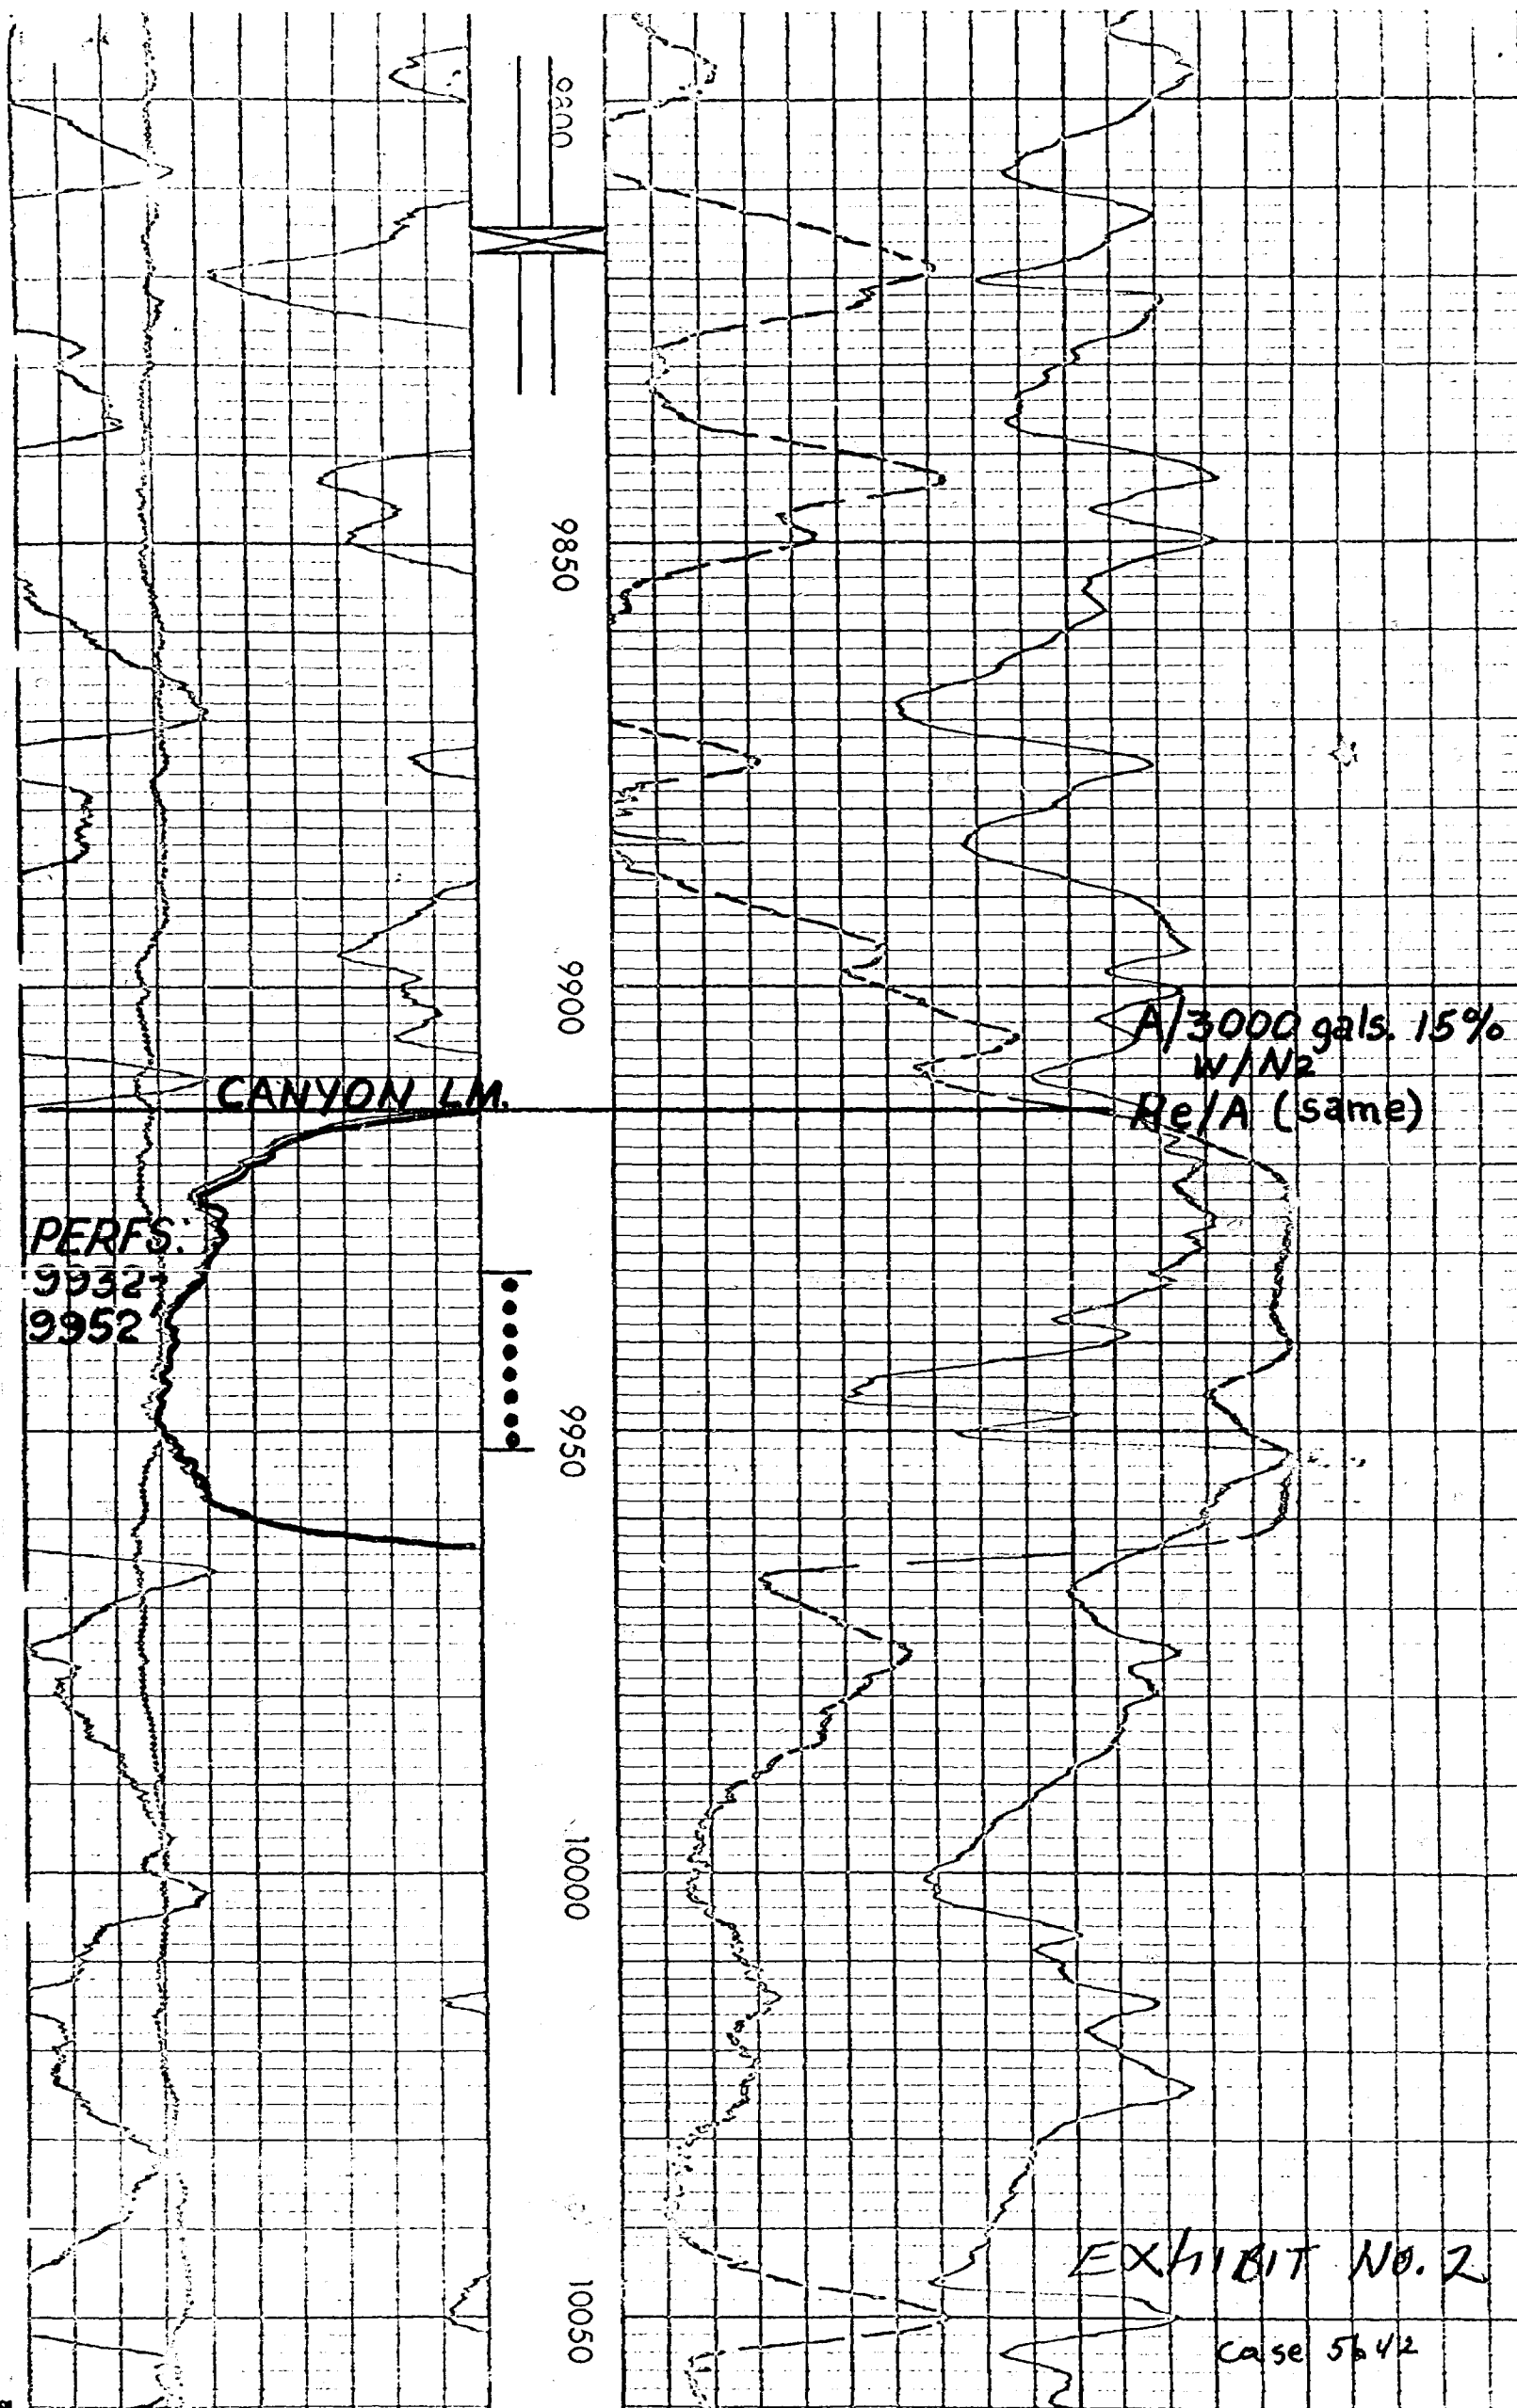 9800
9850
9900
A/3000 gals. 15%
W/N2
CANYON LM.
Re/A (same)
PERFS:
9932-
9952
9950
10000
EXHIBIT NO. 2
10050
Case 5642